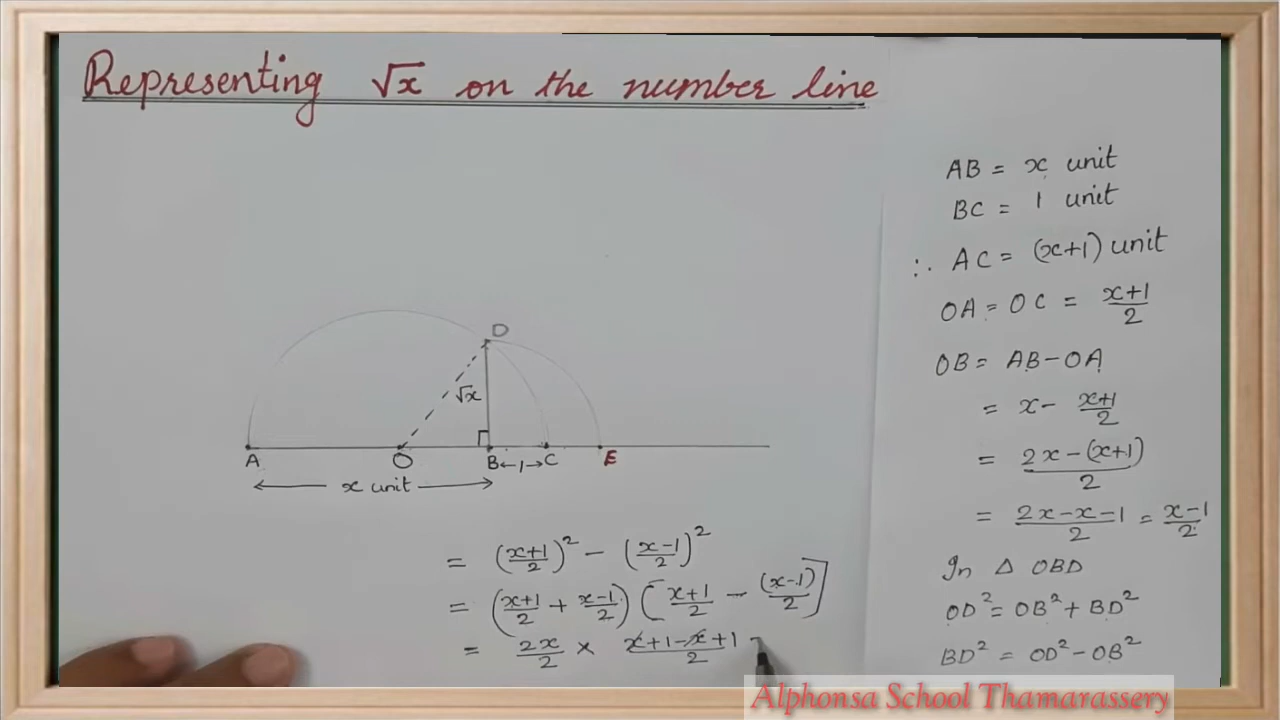 Representing √x on the number line
AB = x unit
BC = 1 unit
∴ AC = (x+1) unit
OA = OC = x+1/2
OB = AB-OA
= x - x+1/2
= 2x-(x+1)/2
= 2x-x-1/2 = x-1/2
In Δ OBD
OD² = OB² + BD²
BD² = OD² - OB²
D
√x
A O B ←1→ C E
x unit
= (x+1/2)² - (x-1/2)²
= (x+1/2 + x-1/2) [x+1/2 - (x-1)/2]
= 2x/2 × x+1-x+1/2
Alphonsa School Thamarassery